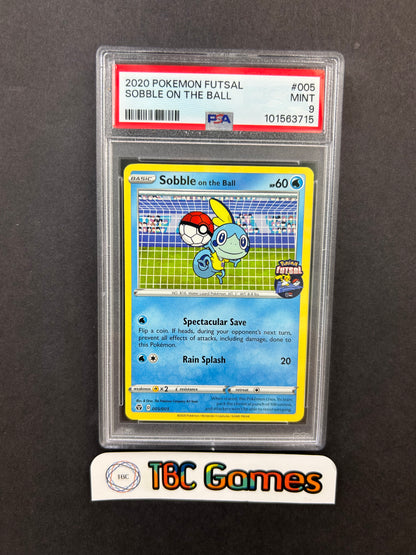 2020 POKEMON FUTSAL #005
SOBBLE ON THE BALL MINT
9
PSA 101563715
BASIC Sobble on the Ball HP60
Pokémon
FUTSAL
Spectacular Save
Flip a coin. If heads, during your opponent's next turn,
prevent all effects of attacks, including damage, done to
this Pokémon.
Rain Splash 20
weakness ×2 resistance retreat
TBC TBC Games